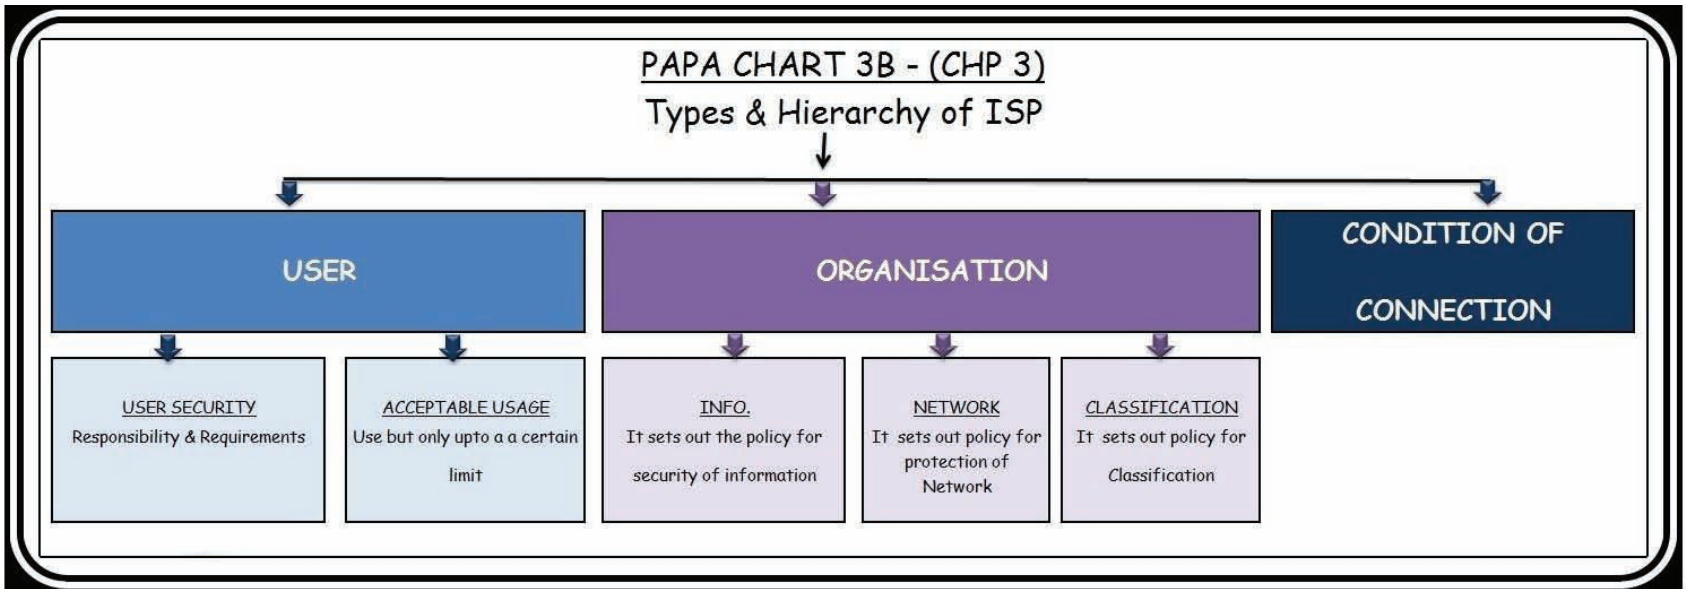 PAPA CHART 3B - (CHP 3)
Types & Hierarchy of ISP
USER
ORGANISATION
CONDITION OF
CONNECTION
USER SECURITY
Responsibility & Requirements
ACCEPTABLE USAGE
Use but only upto a a certain
limit
INFO.
It sets out the policy for
security of information
NETWORK
It sets out policy for
protection of
Network
CLASSIFICATION
It sets out policy for
Classification